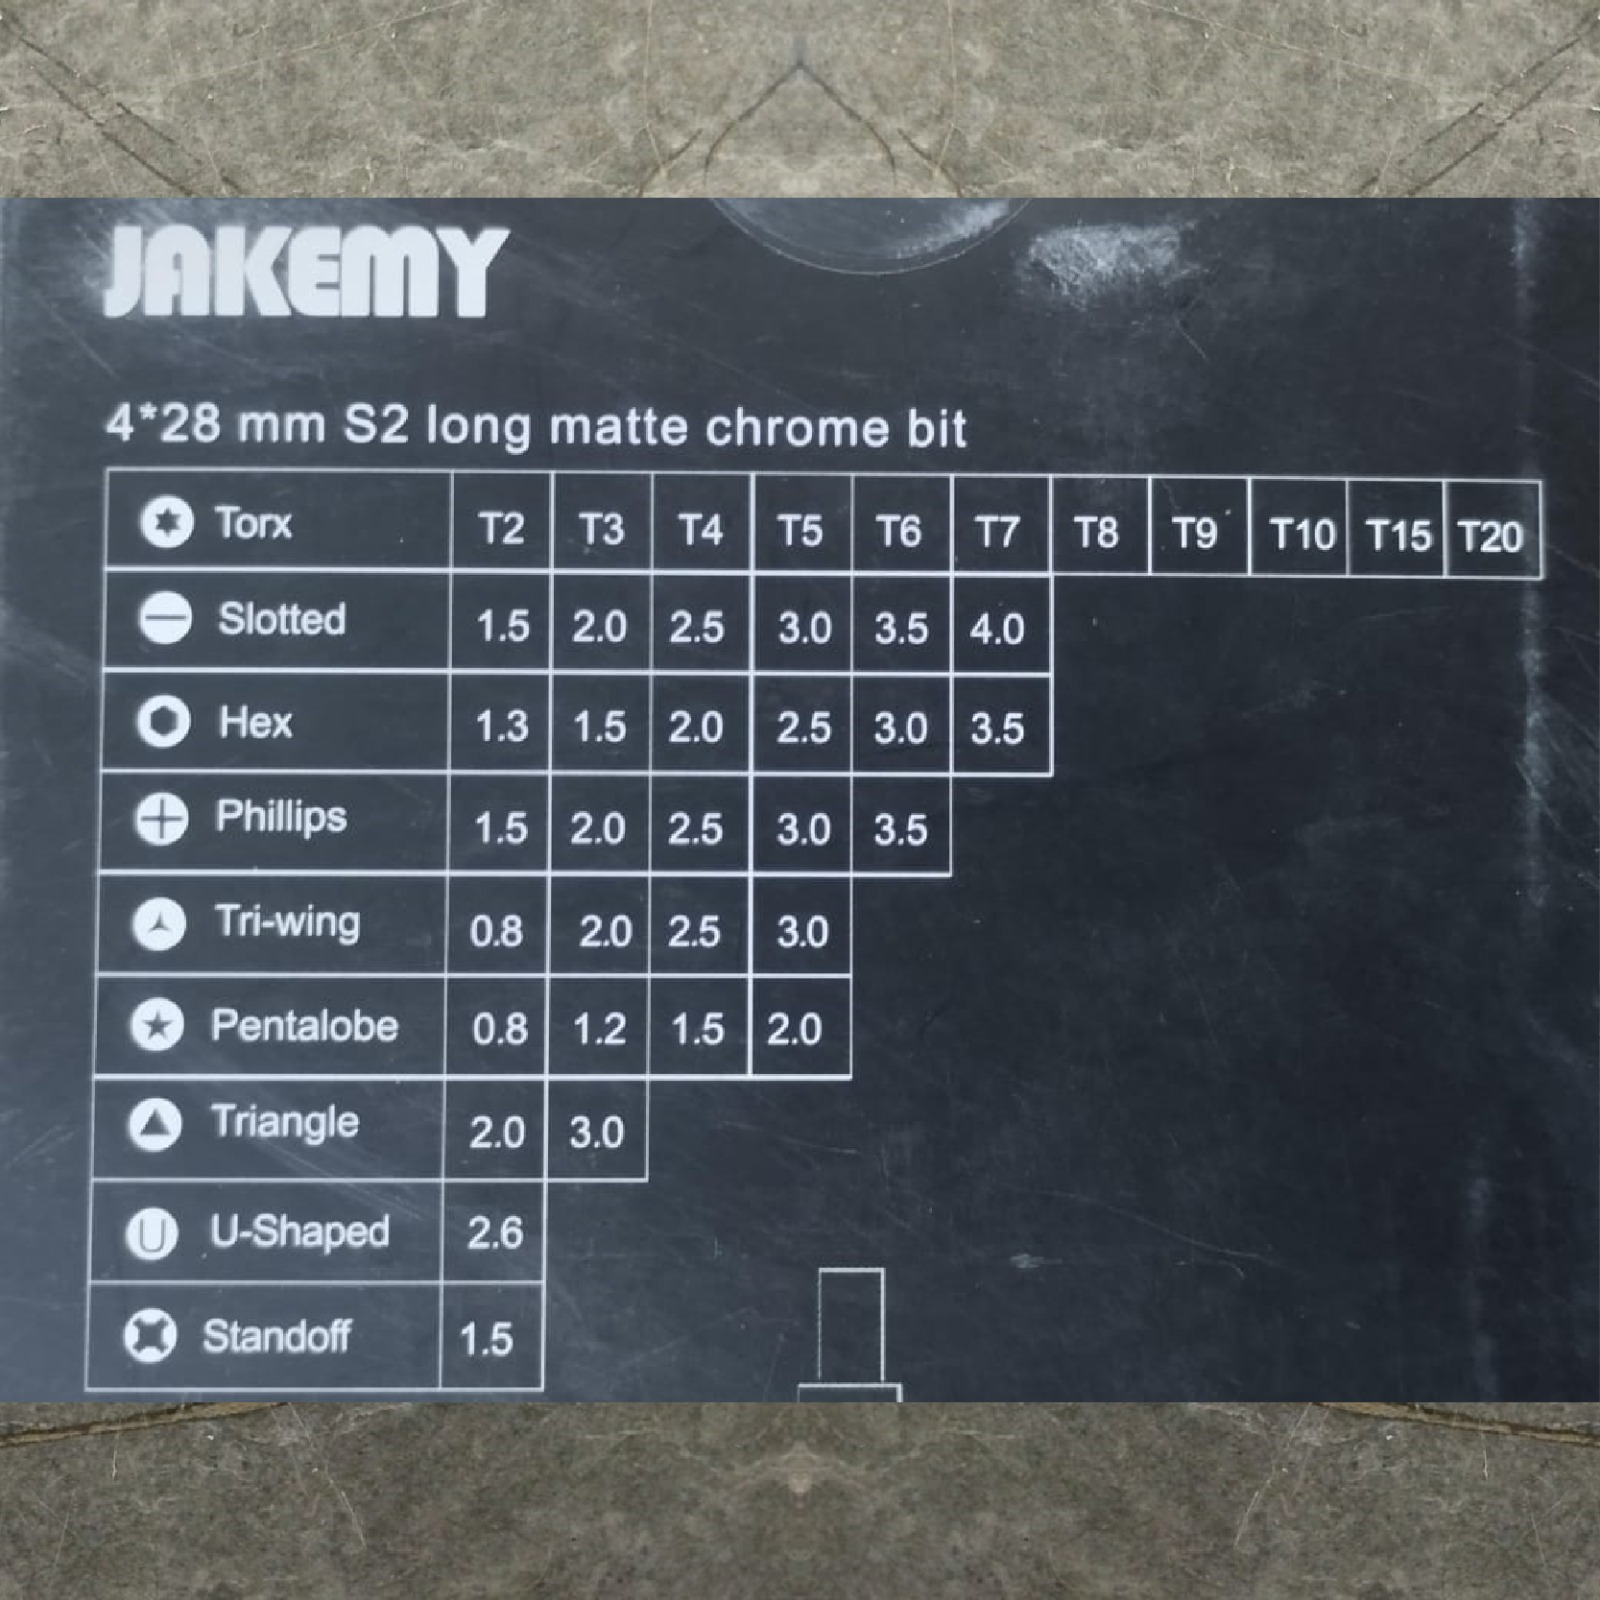 JAKEMY
4*28 mm S2 long matte chrome bit
Torx T2 T3 T4 T5 T6 T7 T8 T9 T10 T15 T20
Slotted 1.5 2.0 2.5 3.0 3.5 4.0
Hex 1.3 1.5 2.0 2.5 3.0 3.5
Phillips 1.5 2.0 2.5 3.0 3.5
Tri-wing 0.8 2.0 2.5 3.0
Pentalobe 0.8 1.2 1.5 2.0
Triangle 2.0 3.0
U U-Shaped 2.6
Standoff 1.5